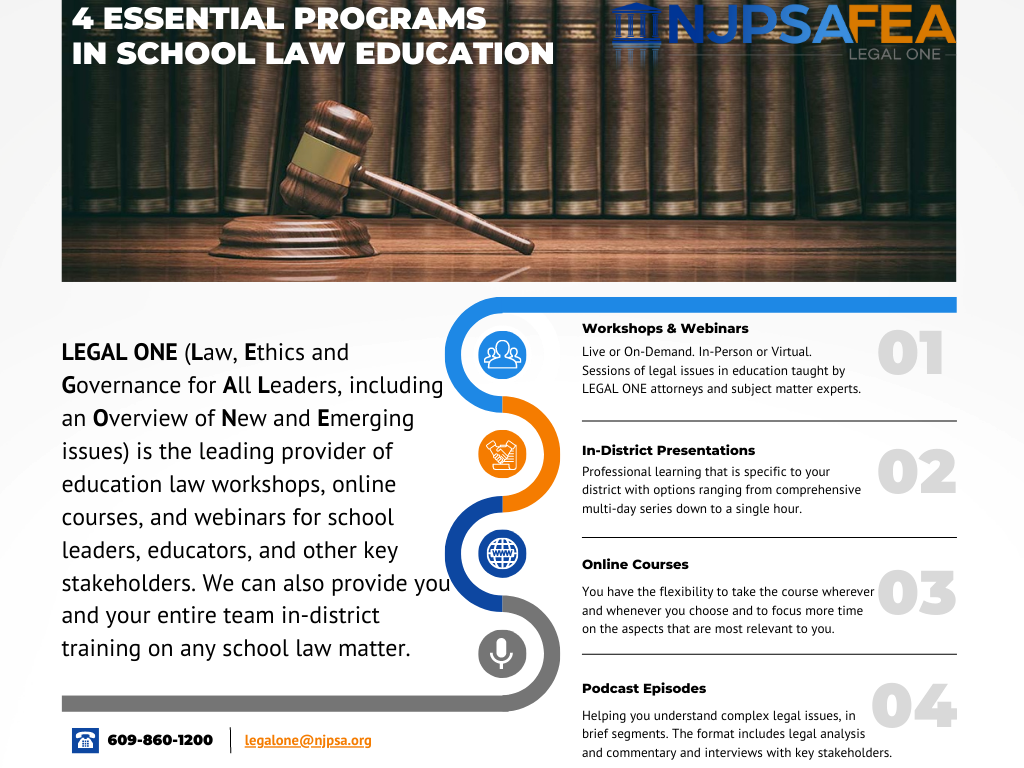 4 ESSENTIAL PROGRAMS
IN SCHOOL LAW EDUCATION
NJPSAFEA
LEGAL ONE
LEGAL ONE (Law, Ethics and
Governance for All Leaders, including
an Overview of New and Emerging
issues) is the leading provider of
education law workshops, online
courses, and webinars for school
leaders, educators, and other key
stakeholders. We can also provide you
and your entire team in-district
training on any school law matter.
609-860-1200
legalone@njpsa.org
www
Workshops & Webinars
01
Live or On-Demand. In-Person or Virtual.
Sessions of legal issues in education taught by
LEGAL ONE attorneys and subject matter experts.
In-District Presentations
02
Professional learning that is specific to your
district with options ranging from comprehensive
multi-day series down to a single hour.
Online Courses
03
You have the flexibility to take the course wherever
and whenever you choose and to focus more time
on the aspects that are most relevant to you.
Podcast Episodes
04
Helping you understand complex legal issues, in
brief segments. The format includes legal analysis
and commentary and interviews with key stakeholders.